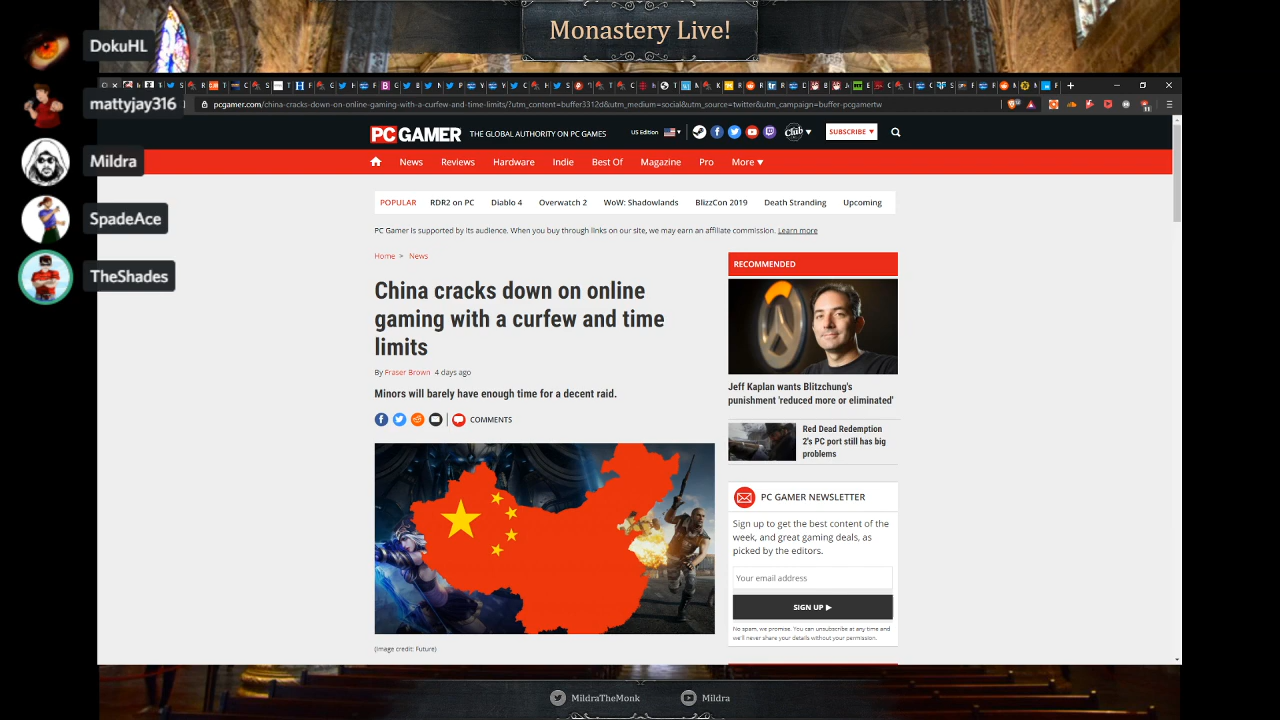 Monastery Live!
DokuHL
mattyjay316
Mildra
SpadeAce
TheShades
pcgamer.com/china-cracks-down-on-online-gaming-with-a-curfew-and-time-limits/?utm_content=buffer3312d&utm_medium=social&utm_source=twitter&utm_campaign=buffer-pcgamertw
PC GAMER THE GLOBAL AUTHORITY ON PC GAMES
US Edition
club
SUBSCRIBE
News Reviews Hardware Indie Best Of Magazine Pro More
POPULAR RDR2 on PC Diablo 4 Overwatch 2 WoW: Shadowlands BlizzCon 2019 Death Stranding Upcoming
PC Gamer is supported by its audience. When you buy through links on our site, we may earn an affiliate commission. Learn more
Home > News
China cracks down on online
gaming with a curfew and time
limits
By Fraser Brown 4 days ago
Minors will barely have enough time for a decent raid.
COMMENTS
(Image credit: Future)
RECOMMENDED
Jeff Kaplan wants Blitzchung's
punishment 'reduced more or eliminated'
Red Dead Redemption
2's PC port still has big
problems
PC GAMER NEWSLETTER
Sign up to get the best content of the
week, and great gaming deals, as
picked by the editors.
Your email address
SIGN UP
No spam, we promise. You can unsubscribe at any time and
we'll never share your details without your permission.
MildraTheMonk
Mildra